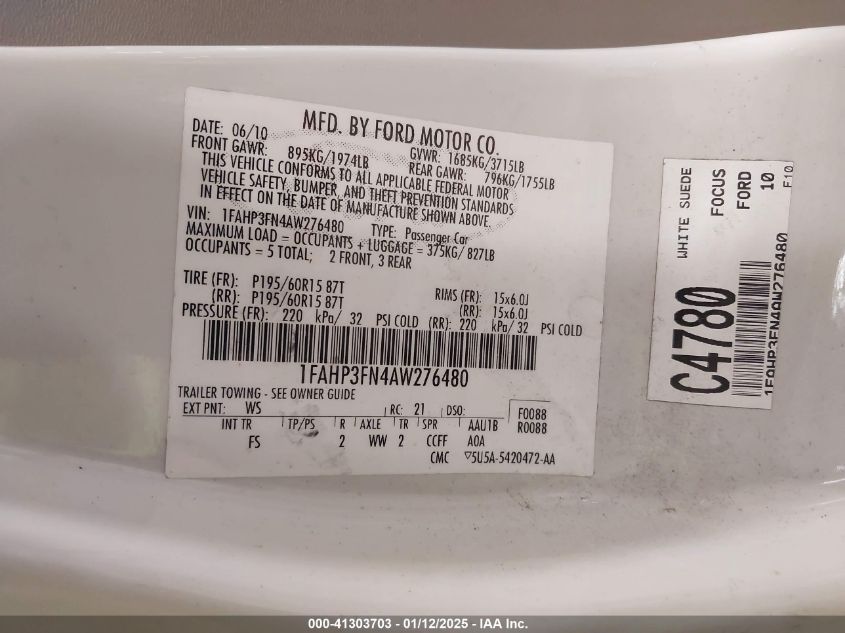 MFD. BY FORD MOTOR CO.
DATE: 06/10
GVWR: 1685KG/3715LB
FRONT GAWR: 895KG/1974LB
REAR GAWR: 796KG/1755LB
THIS VEHICLE CONFORMS TO ALL APPLICABLE FEDERAL MOTOR
VEHICLE SAFETY, BUMPER, AND THEFT PREVENTION STANDARDS
IN EFFECT ON THE DATE OF MANUFACTURE SHOWN ABOVE.
VIN: 1FAHP3FN4AW276480 TYPE: Passenger Car
MAXIMUM LOAD = OCCUPANTS + LUGGAGE = 375KG/ 827LB
OCCUPANTS = 5 TOTAL; 2 FRONT, 3 REAR
TIRE (FR): P195/60R15 87T RIMS (FR): 15x6.0J
(RR): P195/60R15 87T (RR): 15x6.0J
PRESSURE (FR): 220 kPa/ 32 PSI COLD (RR): 220 kPa/ 32 PSI COLD
1FAHP3FN4AW276480
TRAILER TOWING - SEE OWNER GUIDE
EXT PNT: WS RC: 21 DSO: F0088
R0088
INT TR TP/PS R AXLE TR SPR AAU1B
FS 2 WW 2 CCFF A0A
CMC ▽5U5A-5420472-AA
WHITE SUEDE
FOCUS
FORD
10
F10
C4780
1FAHP3FN4AW276480
000-41303703 - 01/12/2025 - IAA Inc.